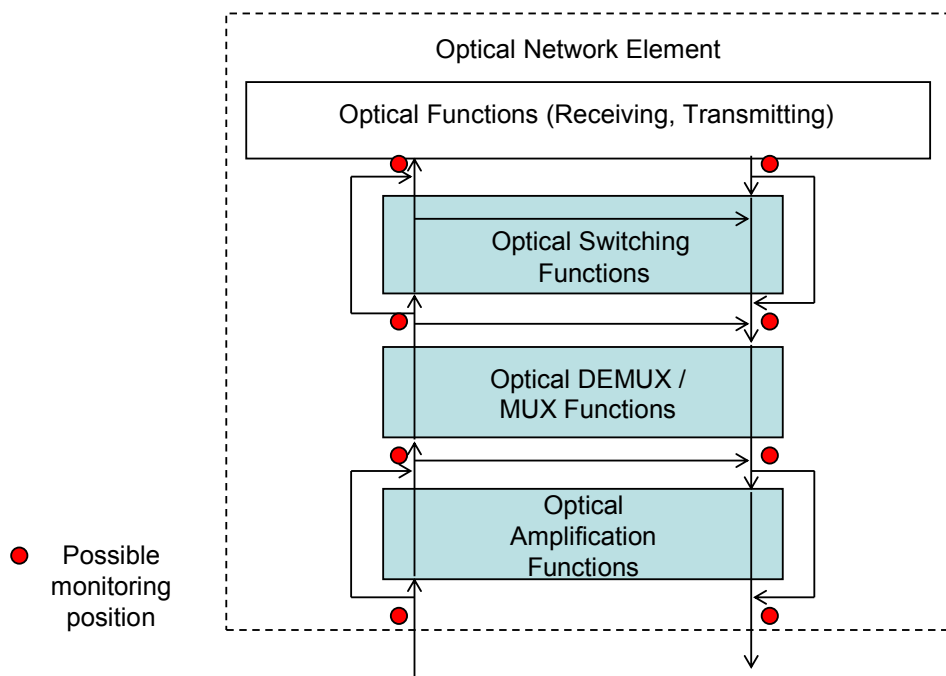 Optical Network Element
Optical Functions (Receiving, Transmitting)
Optical Switching
Functions
Optical DEMUX /
MUX Functions
Optical
Amplification
Functions
Possible
monitoring
position